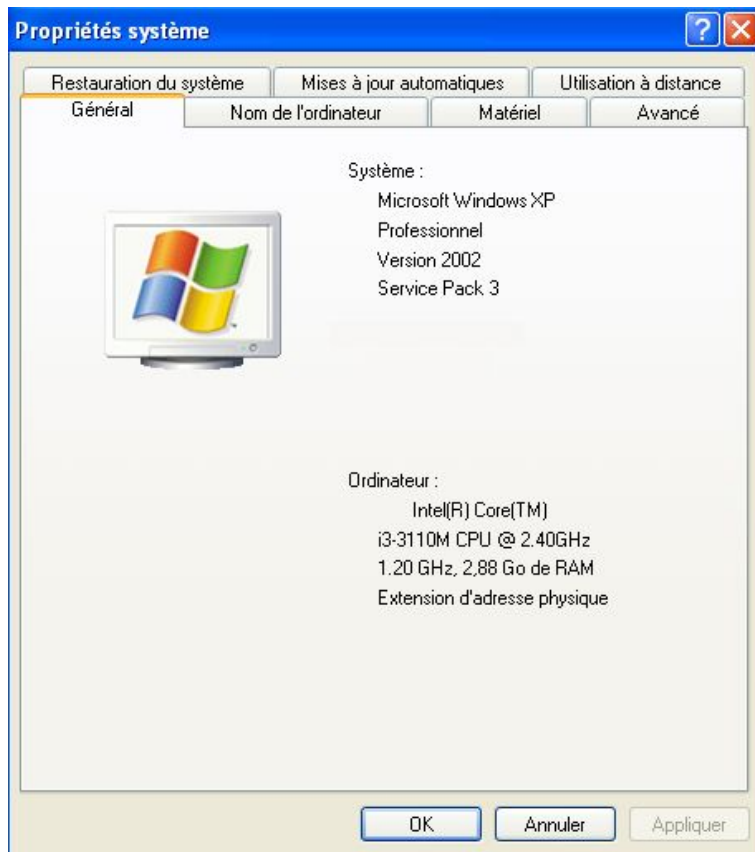 Propriétés système
Restauration du système
Mises à jour automatiques
Utilisation à distance
Général
Nom de l'ordinateur
Matériel
Avancé
Système :
Microsoft Windows XP
Professionnel
Version 2002
Service Pack 3
Ordinateur :
Intel(R) Core(TM)
i3-3110M CPU @ 2.40GHz
1.20 GHz, 2,88 Go de RAM
Extension d'adresse physique
OK
Annuler
Appliquer